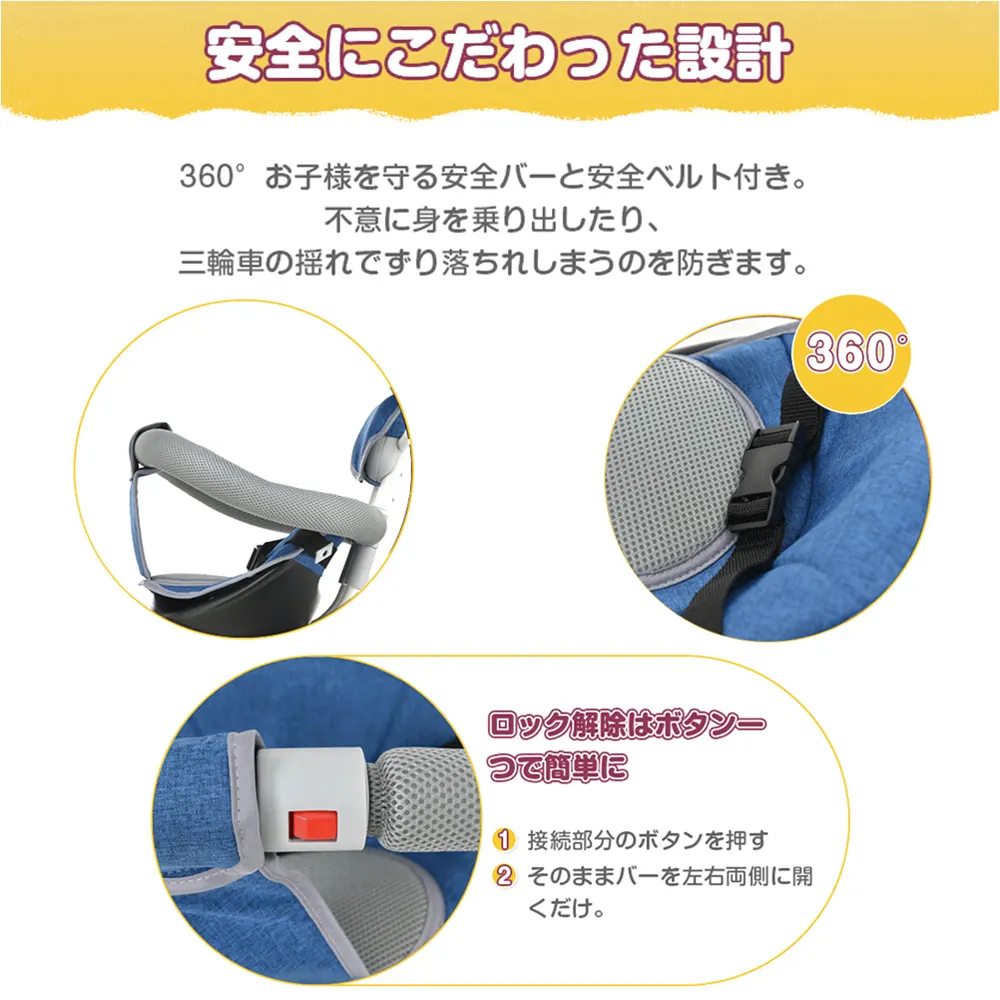 安全にこだわった設計
360°お子様を守る安全バーと安全ベルト付き。
不意に身を乗り出したり、
三輪車の揺れでずり落ちれしまうのを防ぎます。
360°
ロック解除はボタン一
つで簡単に
1 接続部分のボタンを押す
2 そのままバーを左右両側に開
くだけ。